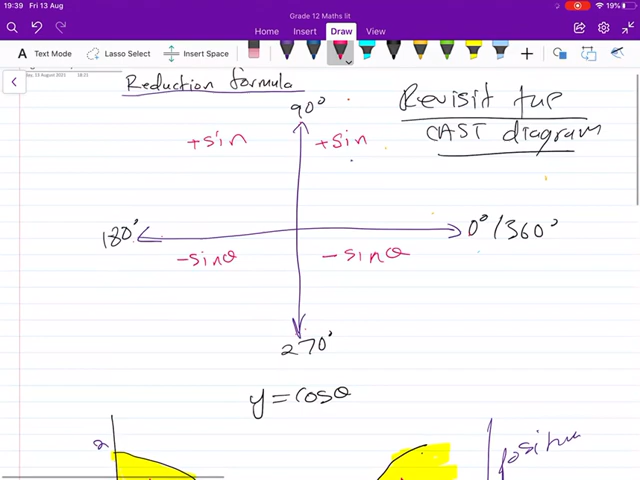 19:39 Fri 13 Aug
19%
Grade 12 Maths lit
Home Insert Draw View
Text Mode Lasso Select Insert Space
Reduction formula
90°
Revisit the
CAST diagram
+sin +sin
180° 0°/360°
-sinθ -sinθ
270°
y = cosθ
positive